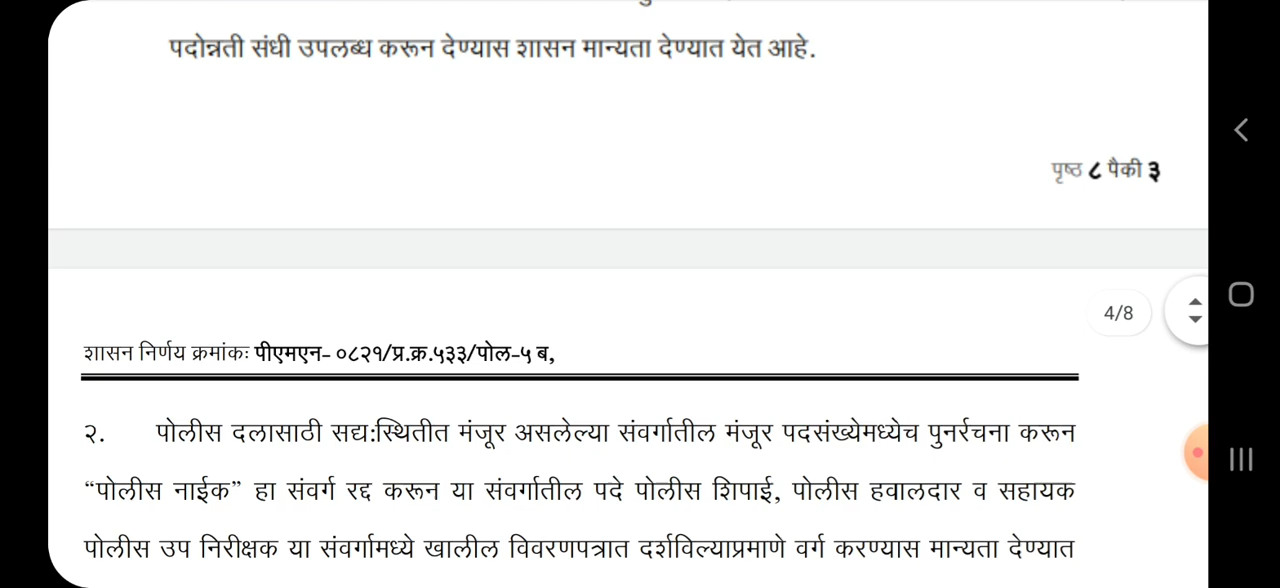 पदोन्नती संधी उपलब्ध करून देण्यास शासन मान्यता देण्यात येत आहे.
पृष्ठ ८ पैकी ३
4/8
शासन निर्णय क्रमांकः पीएमएन- ०८२१/प्र.क्र.५३३/पोल-५ ब,
२. पोलीस दलासाठी सद्य:स्थितीत मंजूर असलेल्या संवर्गातील मंजूर पदसंख्येमध्येच पुनर्रचना करून
“पोलीस नाईक” हा संवर्ग रद्द करून या संवर्गातील पदे पोलीस शिपाई, पोलीस हवालदार व सहायक
पोलीस उप निरीक्षक या संवर्गामध्ये खालील विवरणपत्रात दर्शविल्याप्रमाणे वर्ग करण्यास मान्यता देण्यात